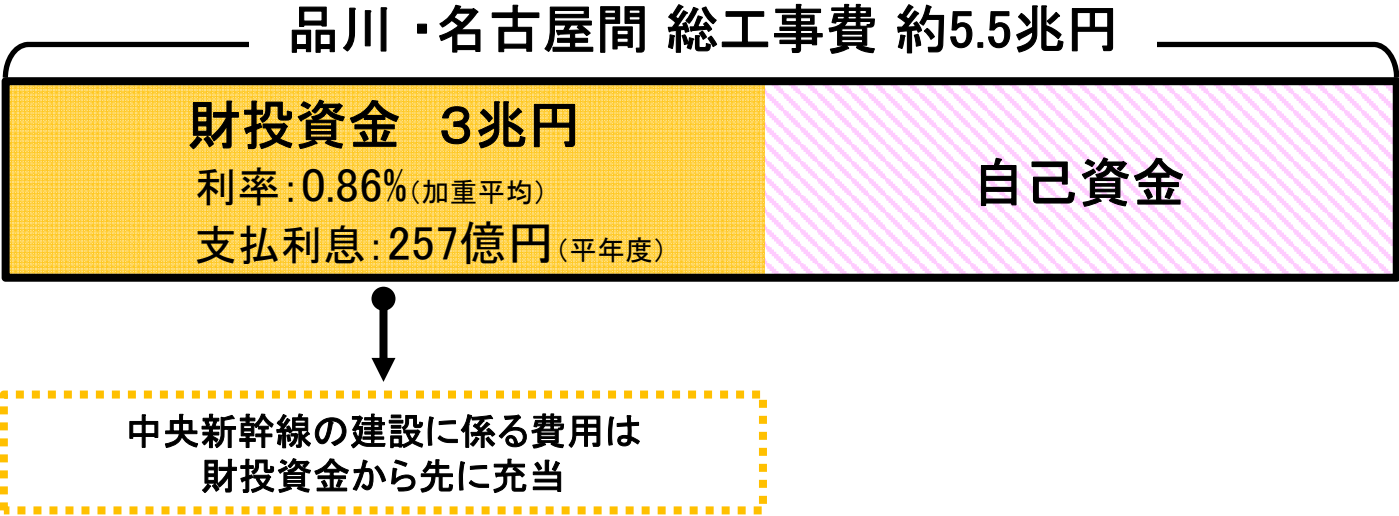 品川・名古屋間 総工事費 約5.5兆円
財投資金　３兆円
利率：0.86%（加重平均）
支払利息：257億円（平年度）
自己資金
中央新幹線の建設に係る費用は
財投資金から先に充当